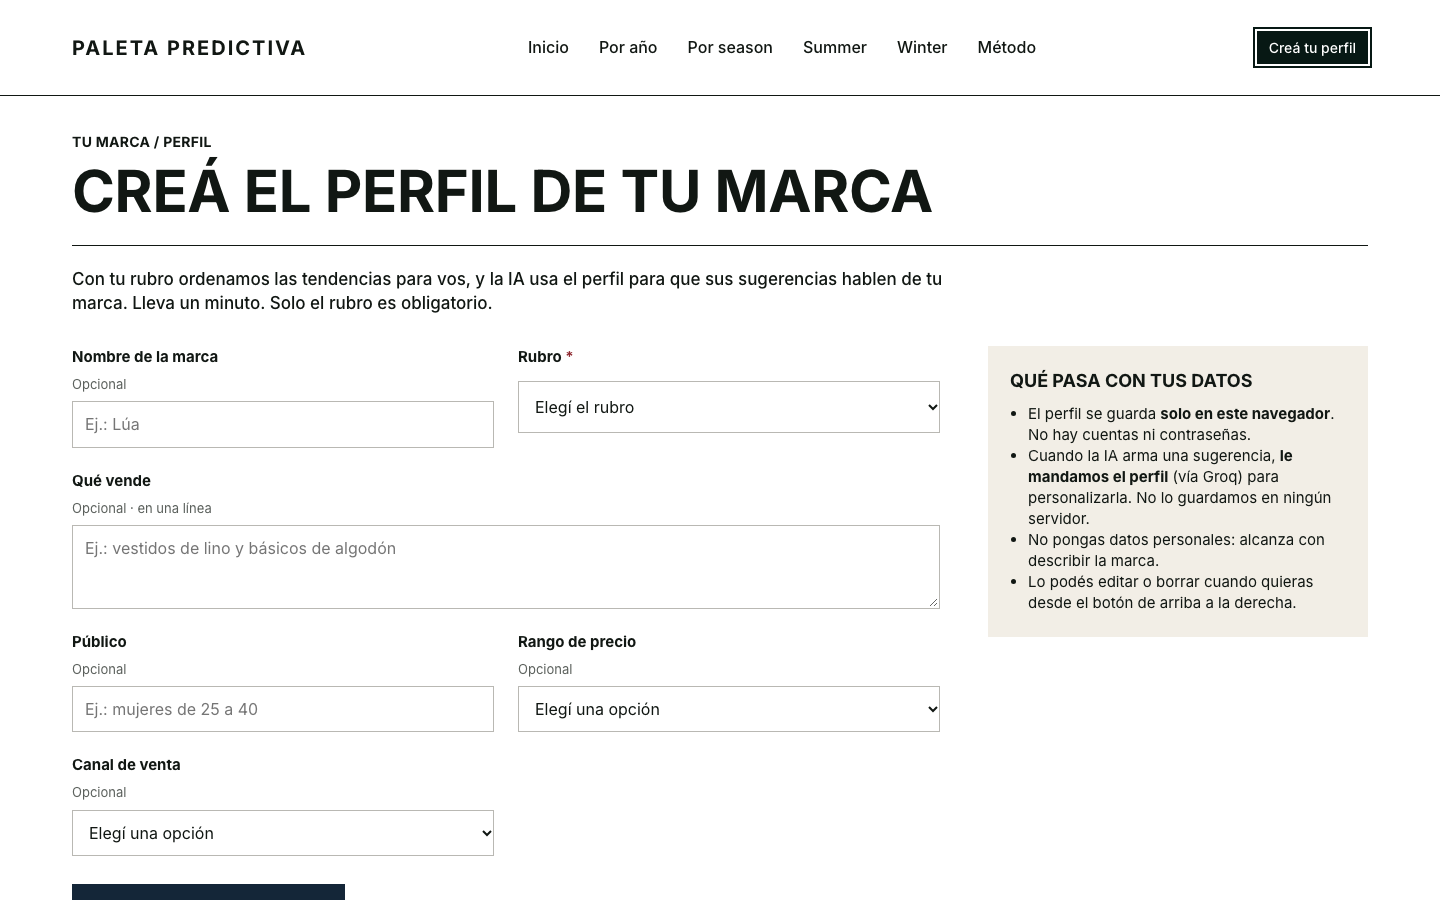 PALETA PREDICTIVA
Inicio
Por año
Por season
Summer
Winter
Método
Creá tu perfil
TU MARCA / PERFIL
CREÁ EL PERFIL DE TU MARCA
Con tu rubro ordenamos las tendencias para vos, y la IA usa el perfil para que sus sugerencias hablen de tu
marca. Lleva un minuto. Solo el rubro es obligatorio.
Nombre de la marca
Opcional
Ej.: Lúa
Rubro *
Elegí el rubro
Qué vende
Opcional · en una línea
Ej.: vestidos de lino y básicos de algodón
Público
Opcional
Ej.: mujeres de 25 a 40
Rango de precio
Opcional
Elegí una opción
Canal de venta
Opcional
Elegí una opción
QUÉ PASA CON TUS DATOS
• El perfil se guarda solo en este navegador.
No hay cuentas ni contraseñas.
• Cuando la IA arma una sugerencia, le
mandamos el perfil (vía Groq) para
personalizarla. No lo guardamos en ningún
servidor.
• No pongas datos personales: alcanza con
describir la marca.
• Lo podés editar o borrar cuando quieras
desde el botón de arriba a la derecha.